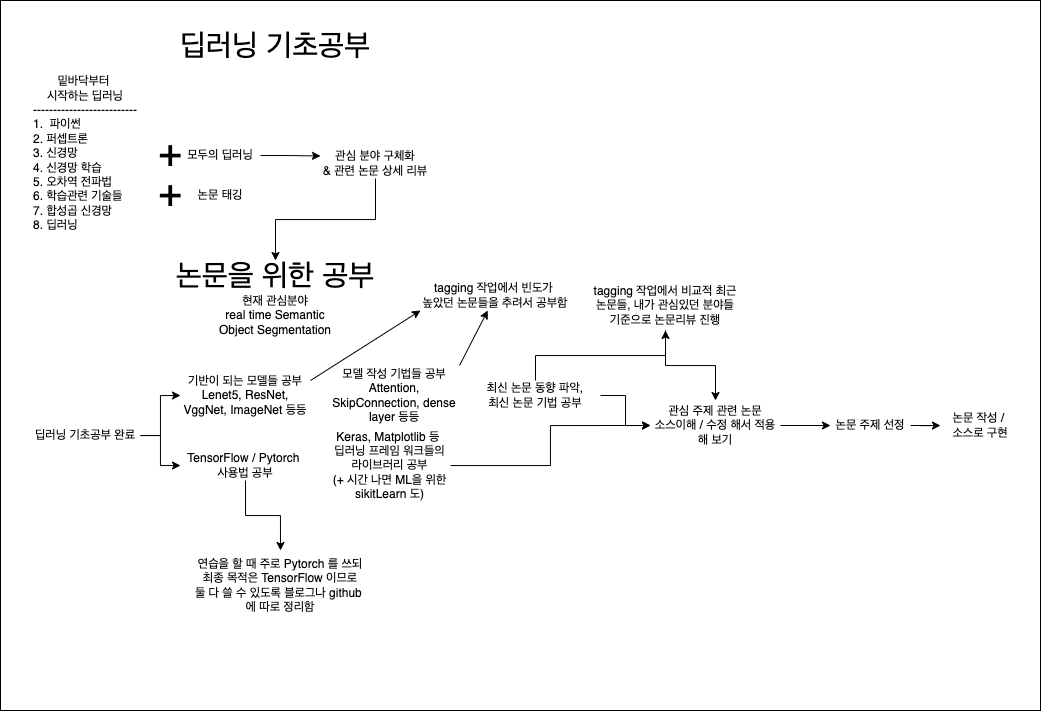 딥러닝 기초공부
밑바닥부터
시작하는 딥러닝
--------------------------
1. 파이썬
2. 퍼셉트론
3. 신경망
4. 신경망 학습
5. 오차역 전파법
6. 학습관련 기술들
7. 합성곱 신경망
8. 딥러닝
+ 모두의 딥러닝
+ 논문 태깅
관심 분야 구체화
& 관련 논문 상세 리뷰
논문을 위한 공부
현재 관심분야
real time Semantic
Object Segmentation
tagging 작업에서 빈도가
높았던 논문들을 추려서 공부함
tagging 작업에서 비교적 최근
논문들, 내가 관심있던 분야들
기준으로 논문리뷰 진행
딥러닝 기초공부 완료
기반이 되는 모델들 공부
Lenet5, ResNet,
VggNet, ImageNet 등등
TensorFlow / Pytorch
사용법 공부
모델 작성 기법들 공부
Attention,
SkipConnection, dense
layer 등등
Keras, Matplotlib 등
딥러닝 프레임 워크들의
라이브러리 공부
(+ 시간 나면 ML을 위한
sikitLearn 도)
최신 논문 동향 파악,
최신 논문 기법 공부
관심 주제 관련 논문
소스이해 / 수정 해서 적용
해 보기
논문 주제 선정
논문 작성 /
소스로 구현
연습을 할 때 주로 Pytorch 를 쓰되
최종 목적은 TensorFlow 이므로
둘 다 쓸 수 있도록 블로그나 github
에 따로 정리함